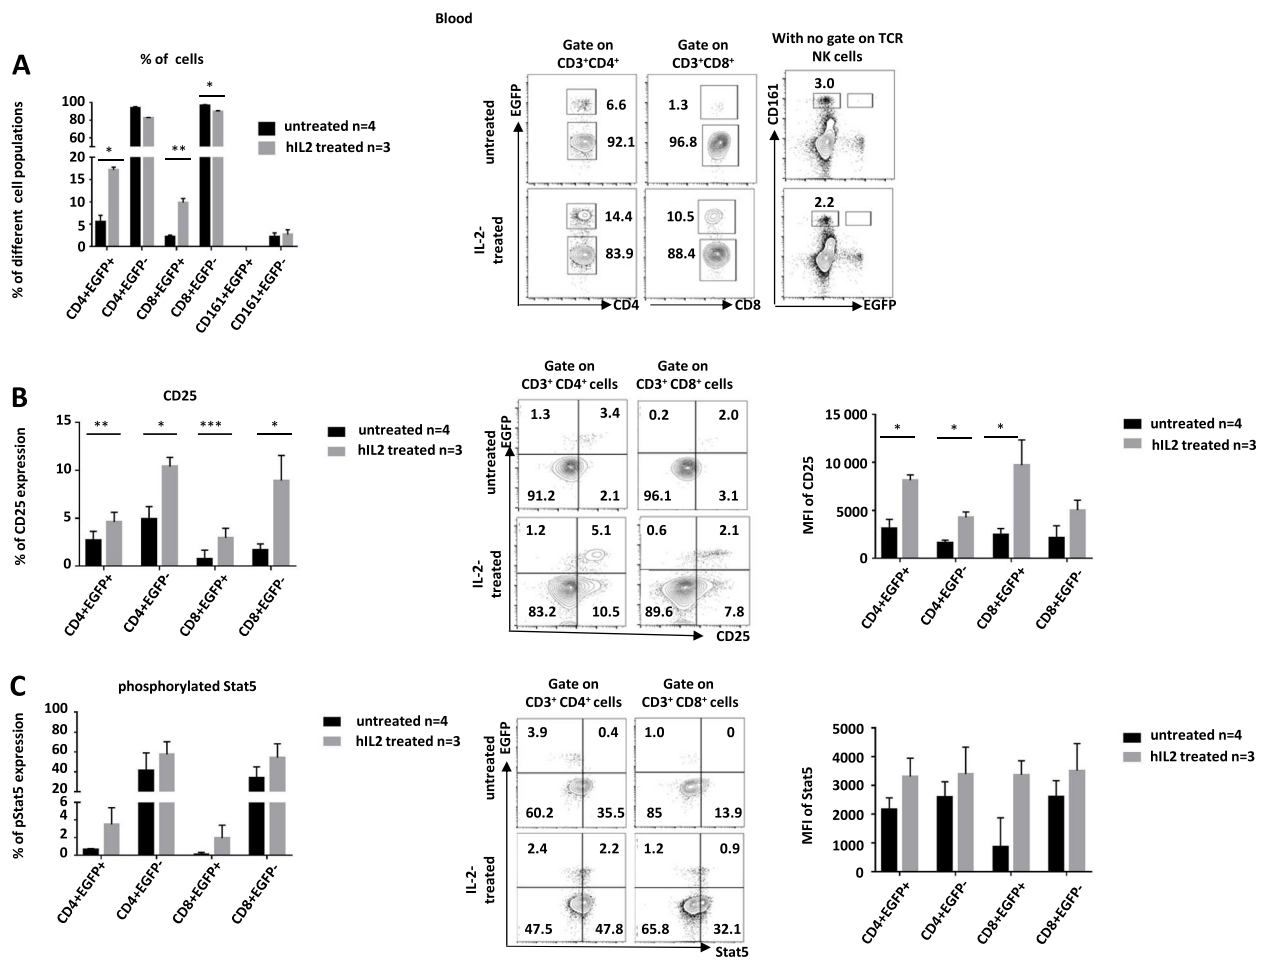 Blood
A
% of cells
% of different cell populations
100
80
60
20
15
10
5
0
*
**
*
CD4+EGFP+
CD4+EGFP-
CD8+EGFP+
CD8+EGFP-
CD161+EGFP+
CD161+EGFP-
untreated n=4
hIL2 treated n=3
Gate on
CD3+CD4+
Gate on
CD3+CD8+
With no gate on TCR
NK cells
EGFP
CD161
untreated
6.6
92.1
1.3
96.8
3.0
IL-2-
treated
14.4
83.9
10.5
88.4
2.2
CD4
CD8
EGFP
B
CD25
% of CD25 expression
15
10
5
0
**
*
***
*
CD4+EGFP+
CD4+EGFP-
CD8+EGFP+
CD8+EGFP-
untreated n=4
hIL2 treated n=3
Gate on
CD3+ CD4+ cells
Gate on
CD3+ CD8+ cells
EGFP
untreated
1.3
3.4
91.2
2.1
0.2
2.0
96.1
3.1
IL-2-
treated
1.2
5.1
83.2
10.5
0.6
2.1
89.6
7.8
CD25
MFI of CD25
15 000
10 000
5000
0
*
*
*
CD4+EGFP+
CD4+EGFP-
CD8+EGFP+
CD8+EGFP-
untreated n=4
hIL2 treated n=3
C
phosphorylated Stat5
% of pStat5 expression
100
80
60
40
20
6
4
2
0
CD4+EGFP+
CD4+EGFP-
CD8+EGFP+
CD8+EGFP-
untreated n=4
hIL2 treated n=3
Gate on
CD3+ CD4+ cells
Gate on
CD3+ CD8+ cells
EGFP
untreated
3.9
0.4
60.2
35.5
1.0
0
85
13.9
IL-2-
treated
2.4
2.2
47.5
47.8
1.2
0.9
65.8
32.1
Stat5
MFI of Stat5
5000
4000
3000
2000
1000
0
CD4+EGFP+
CD4+EGFP-
CD8+EGFP+
CD8+EGFP-
untreated n=4
hIL2 treated n=3